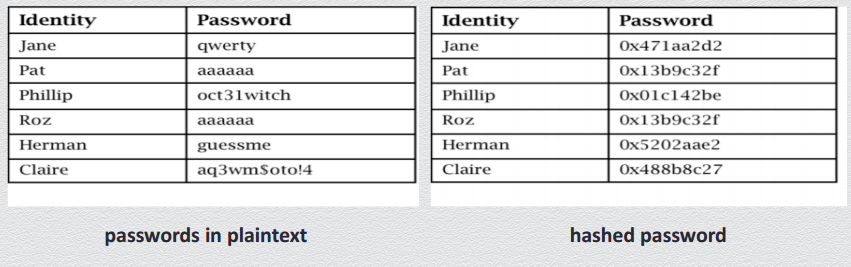 Identity Password
Jane qwerty
Pat aaaaaa
Phillip oct31witch
Roz aaaaaa
Herman guessme
Claire aq3wm$oto!4
passwords in plaintext
Identity Password
Jane 0x471aa2d2
Pat 0x13b9c32f
Phillip 0x01c142be
Roz 0x13b9c32f
Herman 0x5202aae2
Claire 0x488b8c27
hashed password